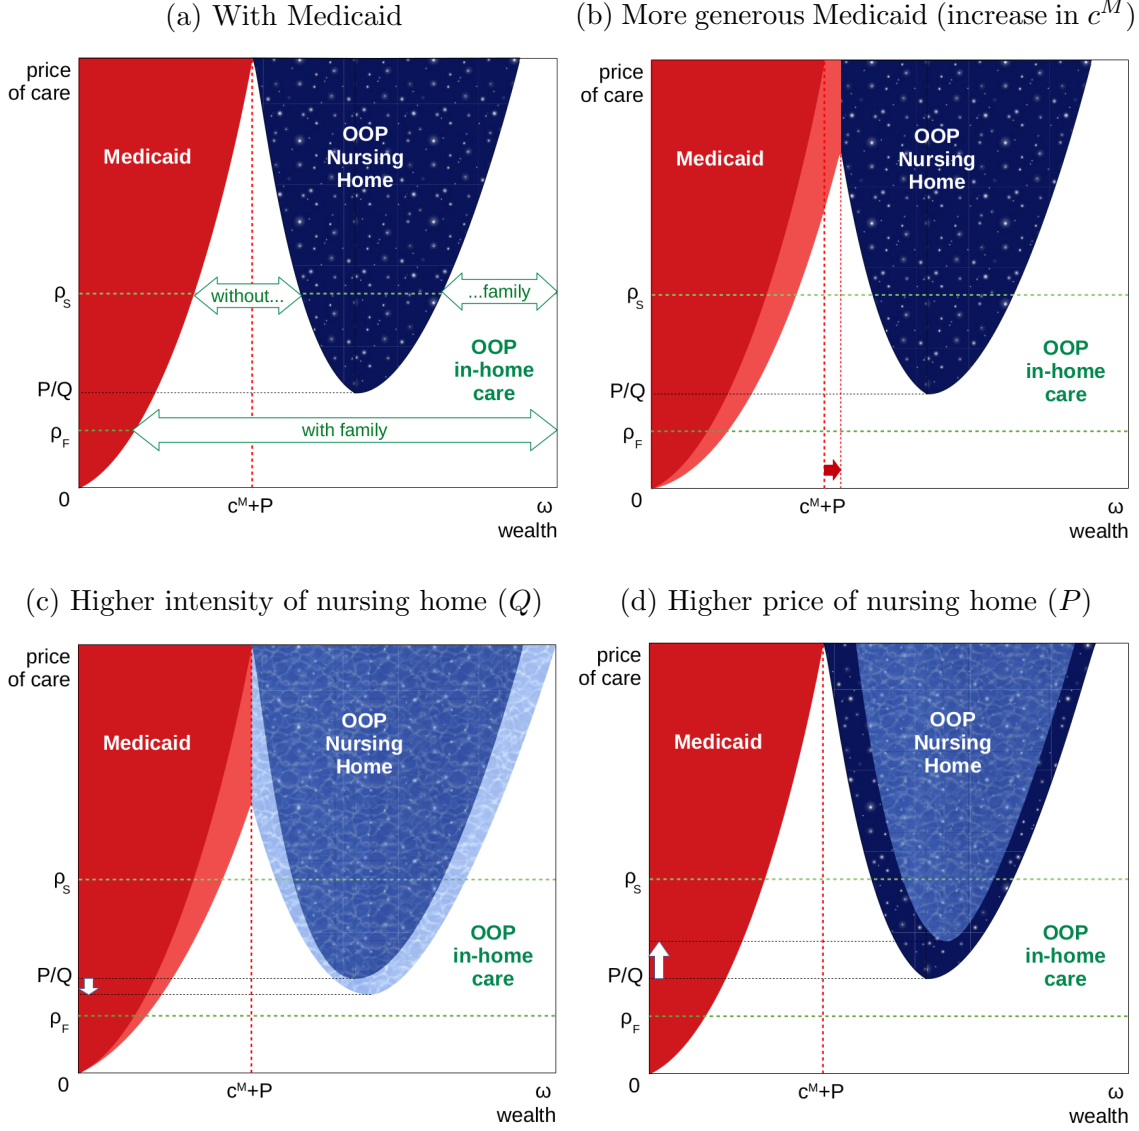 (a) With Medicaid
price
of care
Medicaid
OOP
Nursing
Home
ρS
without...
...family
OOP
in-home
care
P/Q
ρF
with family
0
cM+P
ω
wealth
(b) More generous Medicaid (increase in cM)
price
of care
Medicaid
OOP
Nursing
Home
ρS
OOP
in-home
care
P/Q
ρF
0
cM+P
ω
wealth
(c) Higher intensity of nursing home (Q)
price
of care
Medicaid
OOP
Nursing
Home
ρS
OOP
in-home
care
P/Q
ρF
0
cM+P
ω
wealth
(d) Higher price of nursing home (P)
price
of care
Medicaid
OOP
Nursing
Home
ρS
OOP
in-home
care
P/Q
ρF
0
cM+P
ω
wealth